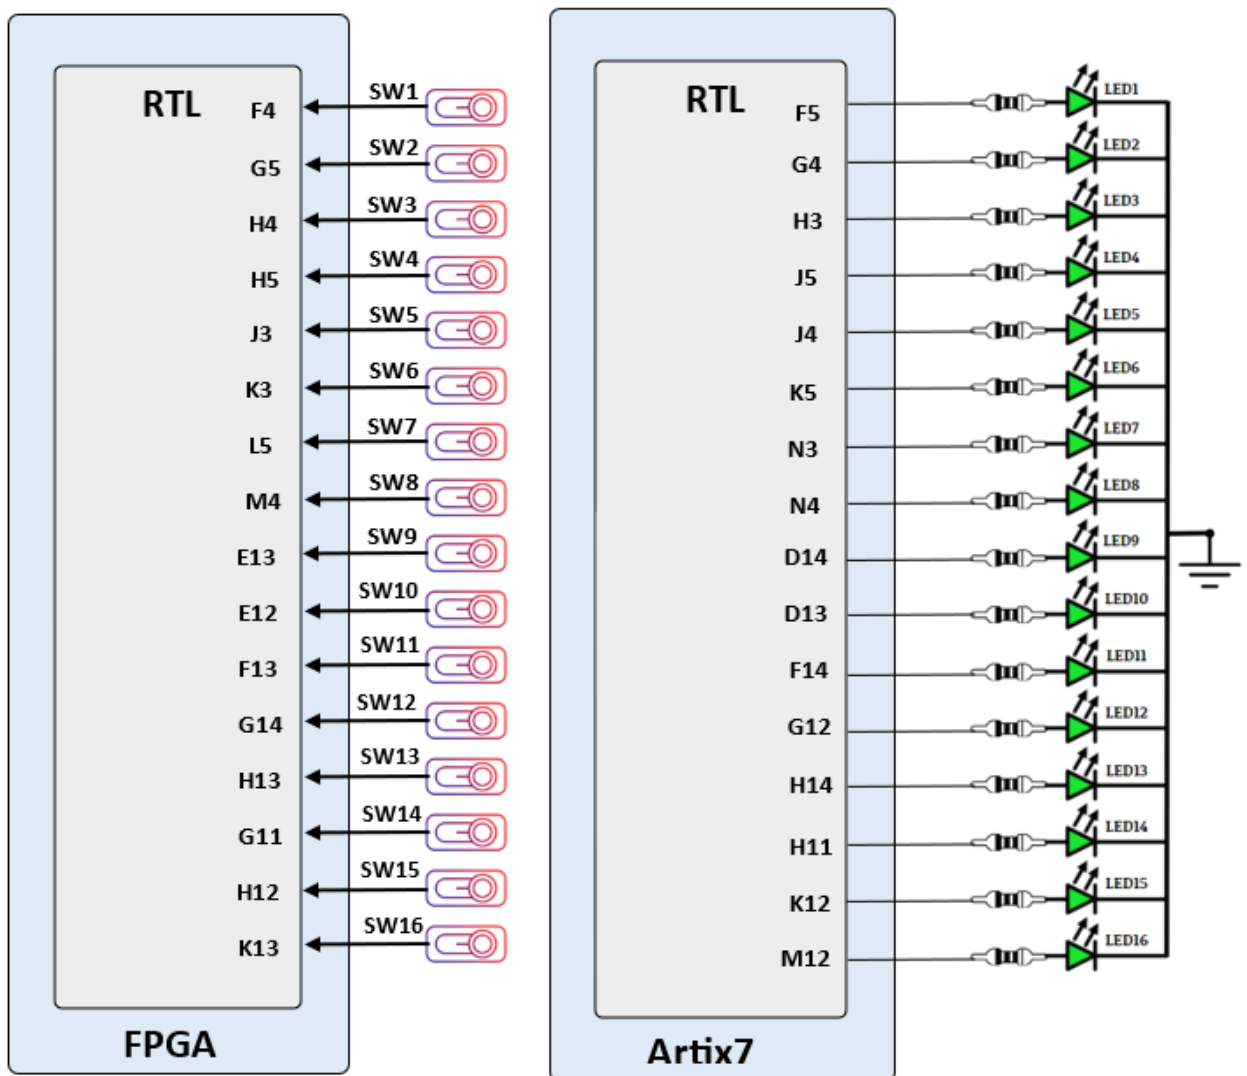 RTL
F4 SW1
G5 SW2
H4 SW3
H5 SW4
J3 SW5
K3 SW6
L5 SW7
M4 SW8
E13 SW9
E12 SW10
F13 SW11
G14 SW12
H13 SW13
G11 SW14
H12 SW15
K13 SW16
FPGA
RTL
F5 LED1
G4 LED2
H3 LED3
J5 LED4
J4 LED5
K5 LED6
N3 LED7
N4 LED8
D14 LED9
D13 LED10
F14 LED11
G12 LED12
H14 LED13
H11 LED14
K12 LED15
M12 LED16
Artix7